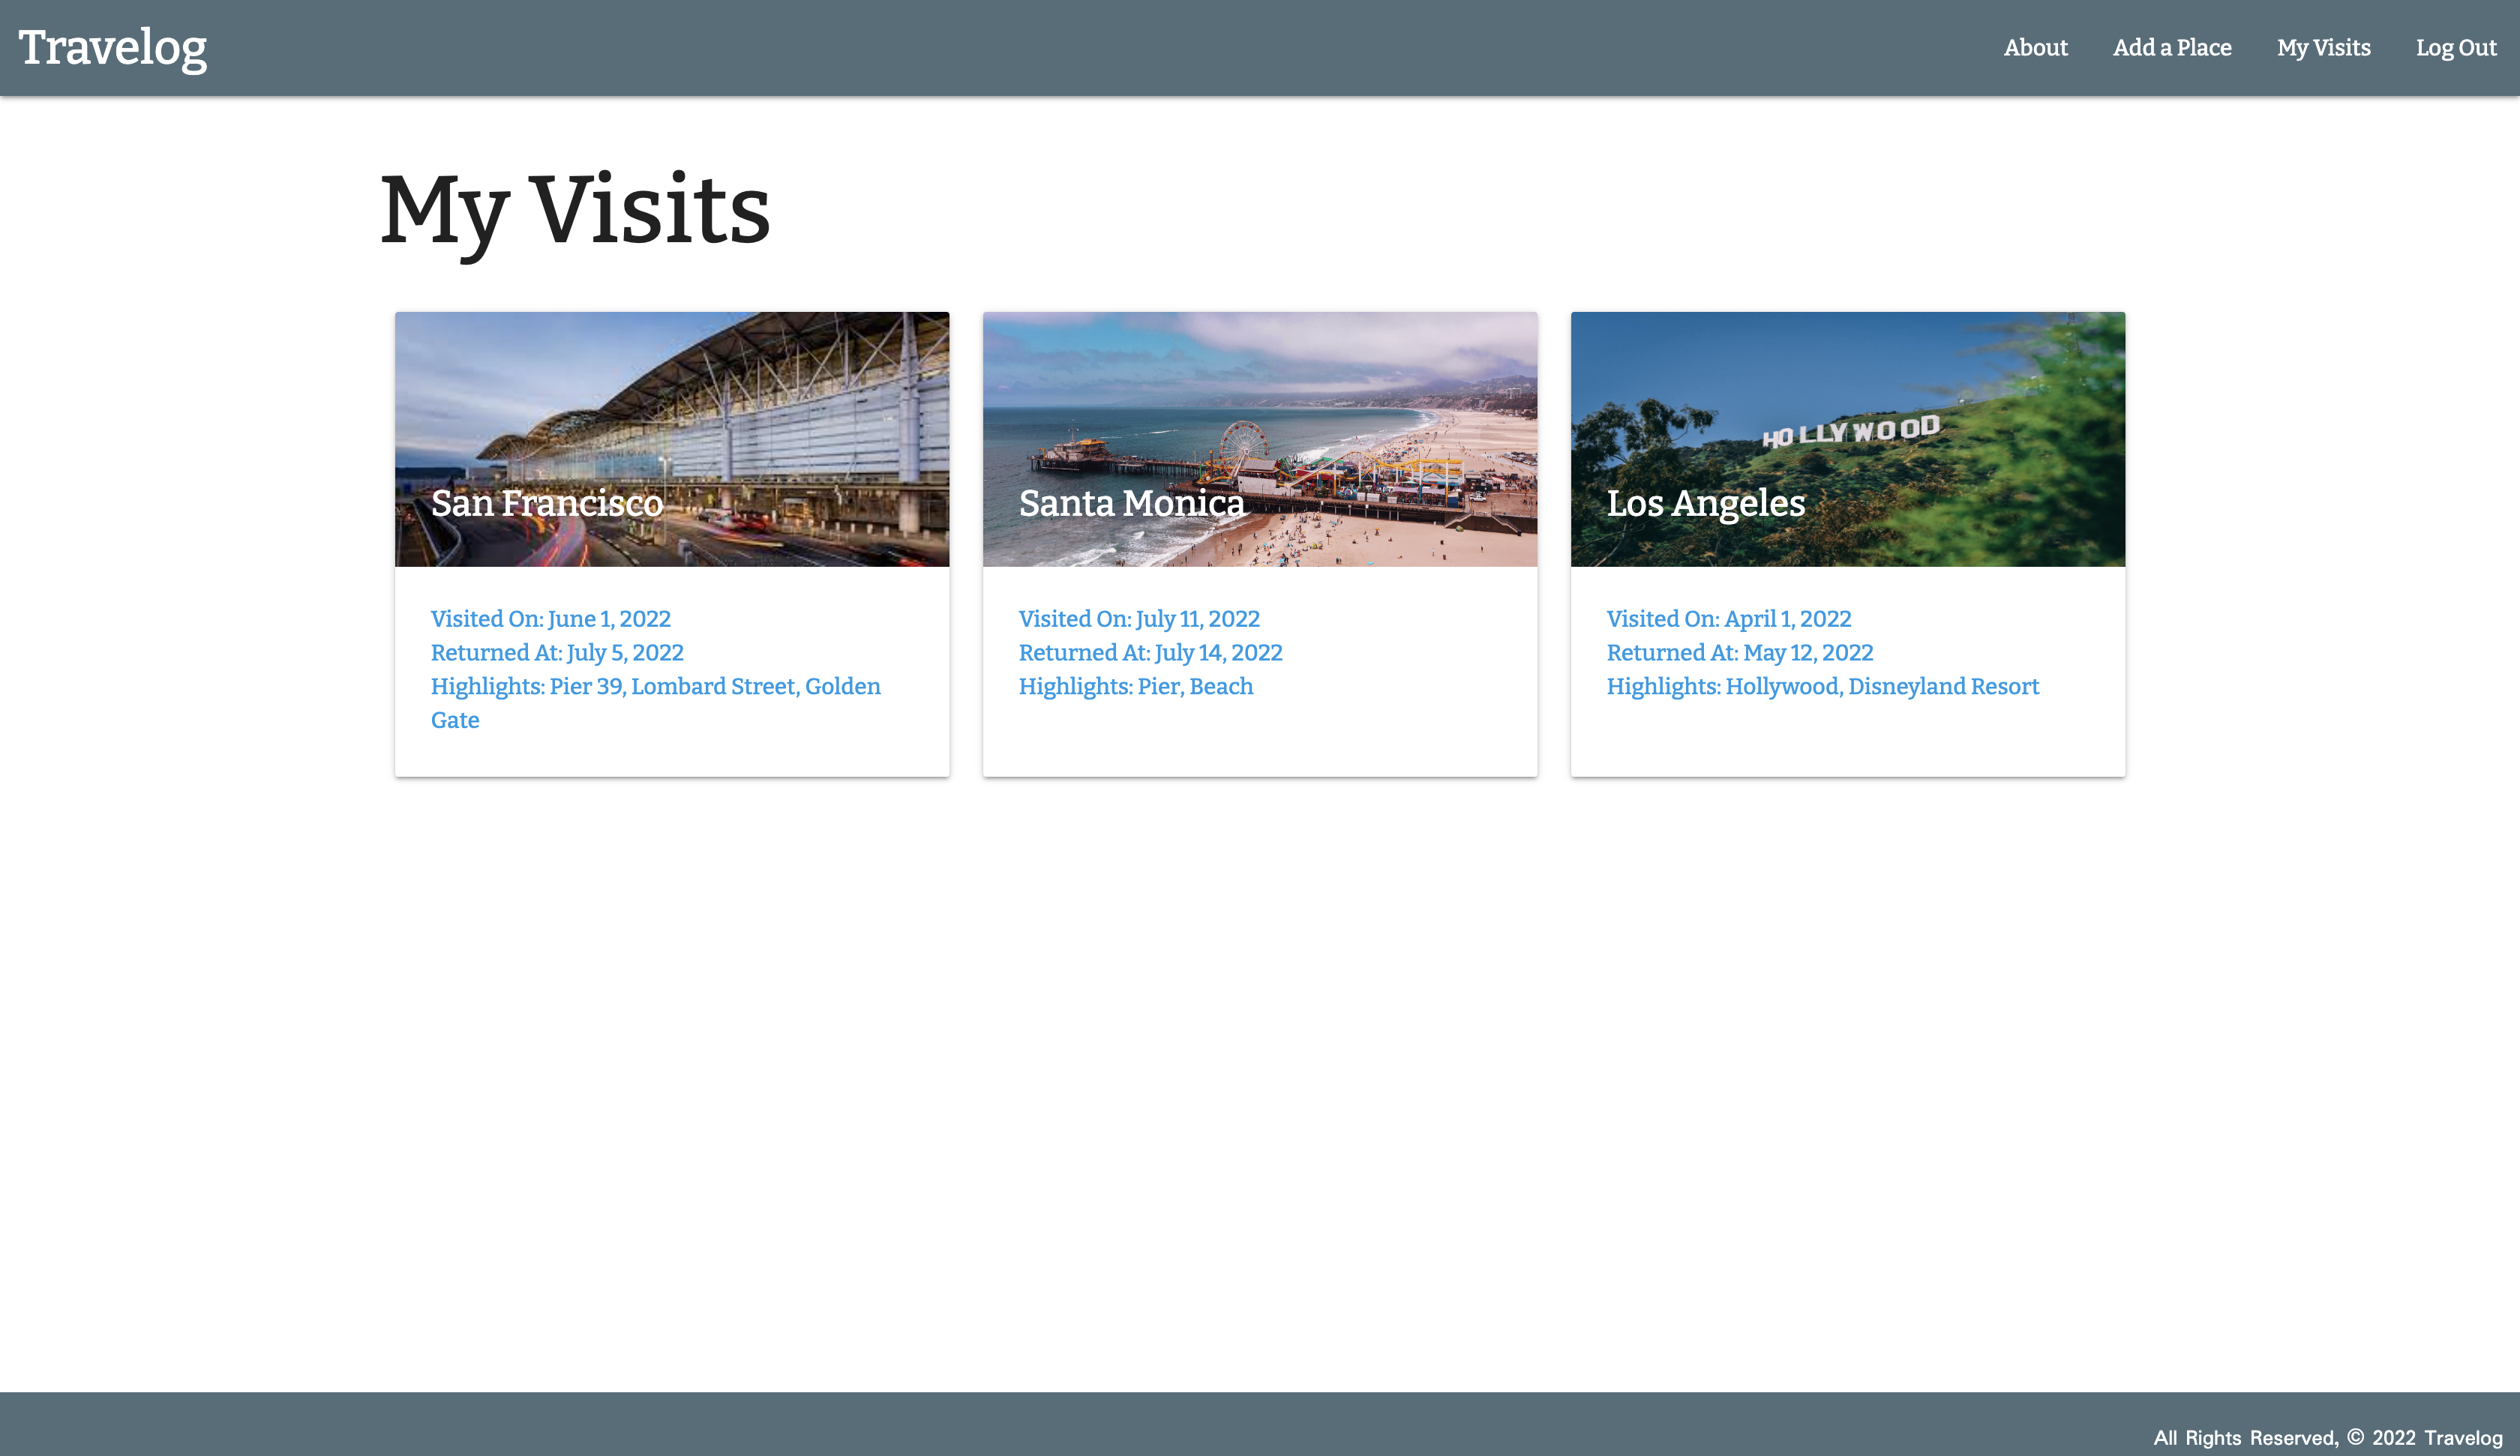 Travelog
About
Add a Place
My Visits
Log Out
My Visits
San Francisco
Visited On: June 1, 2022
Returned At: July 5, 2022
Highlights: Pier 39, Lombard Street, Golden
Gate
HOLLYWOOD
Santa Monica
Visited On: July 11, 2022
Returned At: July 14, 2022
Highlights: Pier, Beach
Los Angeles
Visited On: April 1, 2022
Returned At: May 12, 2022
Highlights: Hollywood, Disneyland Resort
All Rights Reserved, © 2022 Travelog